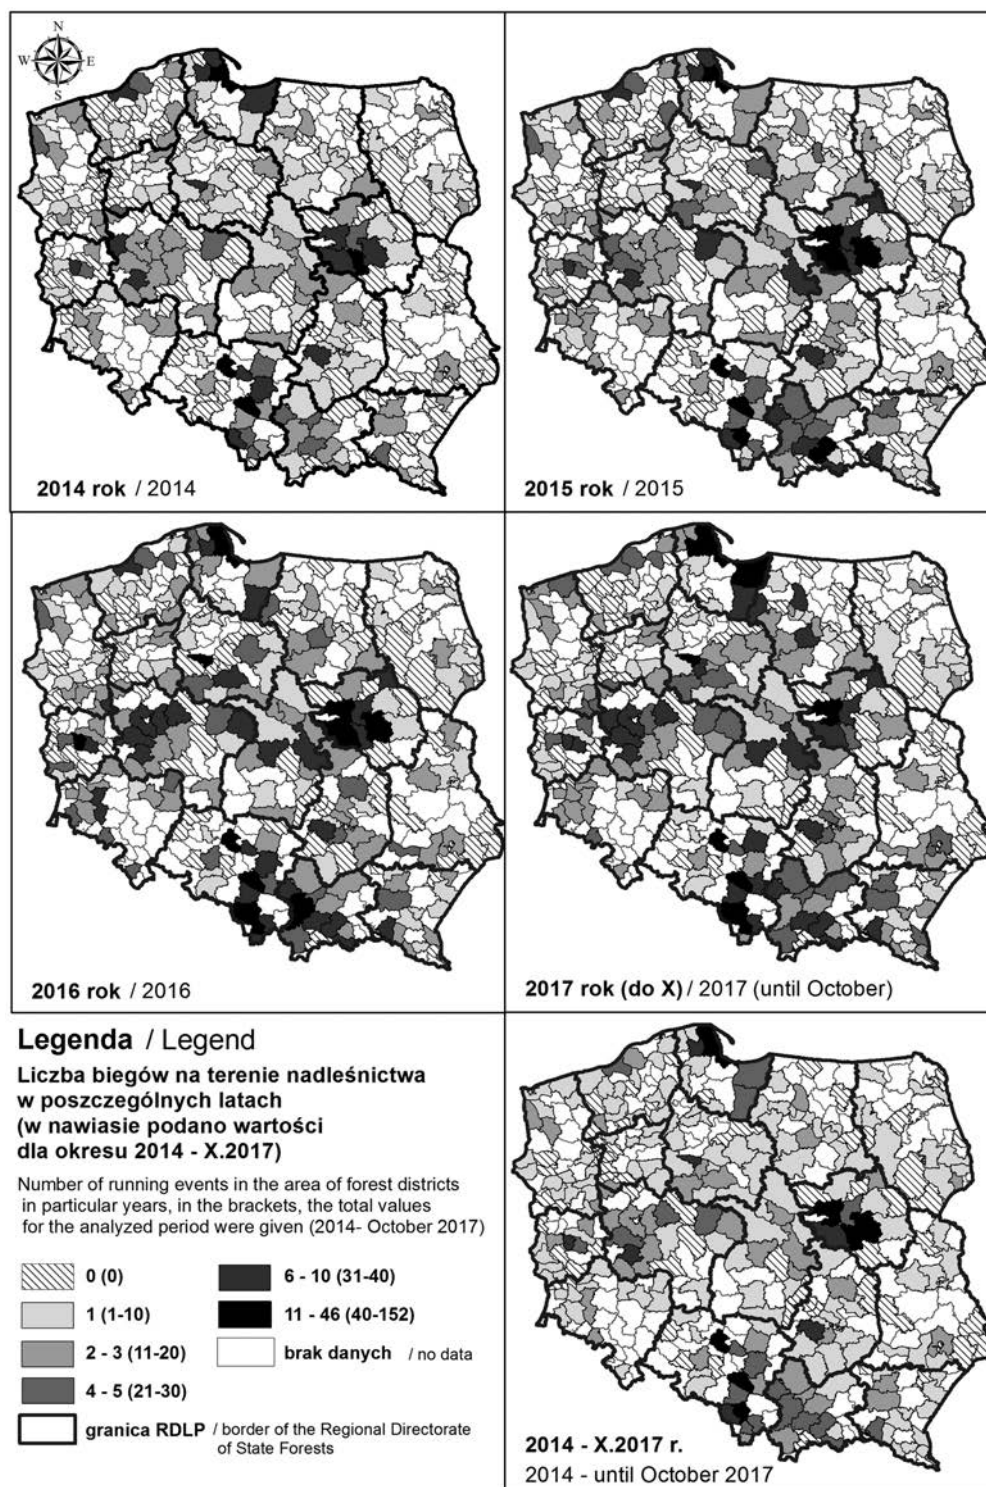 N
W E
S
2014 rok / 2014
2015 rok / 2015
2016 rok / 2016
2017 rok (do X) / 2017 (until October)
Legenda / Legend
Liczba biegów na terenie nadleśnictwa
w poszczególnych latach
(w nawiasie podano wartości
dla okresu 2014 - X.2017)
Number of running events in the area of forest districts
in particular years, in the brackets, the total values
for the analyzed period were given (2014- October 2017)
0 (0)
1 (1-10)
2 - 3 (11-20)
4 - 5 (21-30)
6 - 10 (31-40)
11 - 46 (40-152)
brak danych / no data
granica RDLP / border of the Regional Directorate
of State Forests
2014 - X.2017 r.
2014 - until October 2017